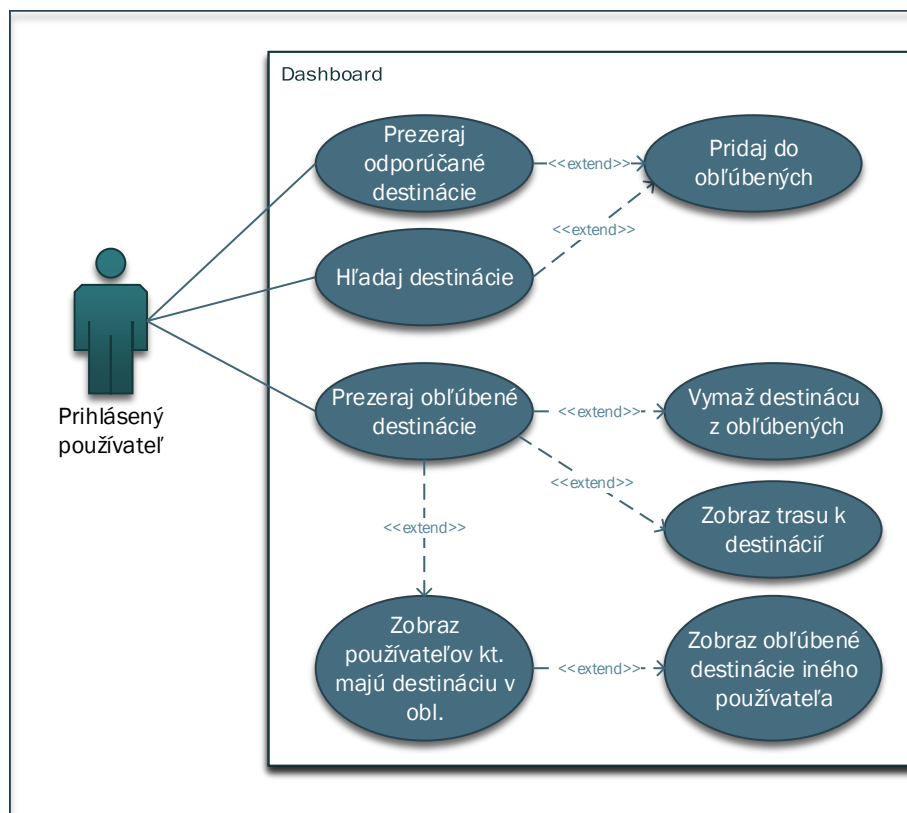 Dashboard
Prezeraj
odporúčané
destinácie
<<extend>>
Pridaj do
obľúbených
<<extend>>
Hľadaj destinácie
Prihlásený
používateľ
Prezeraj obľúbené
destinácie
<<extend>>
Vymaž destinácu
z obľúbených
<<extend>>
Zobraz trasu k
destinácií
<<extend>>
Zobraz
používateľov kt.
majú destináciu v
obl.
<<extend>>
Zobraz obľúbené
destinácie iného
používateľa